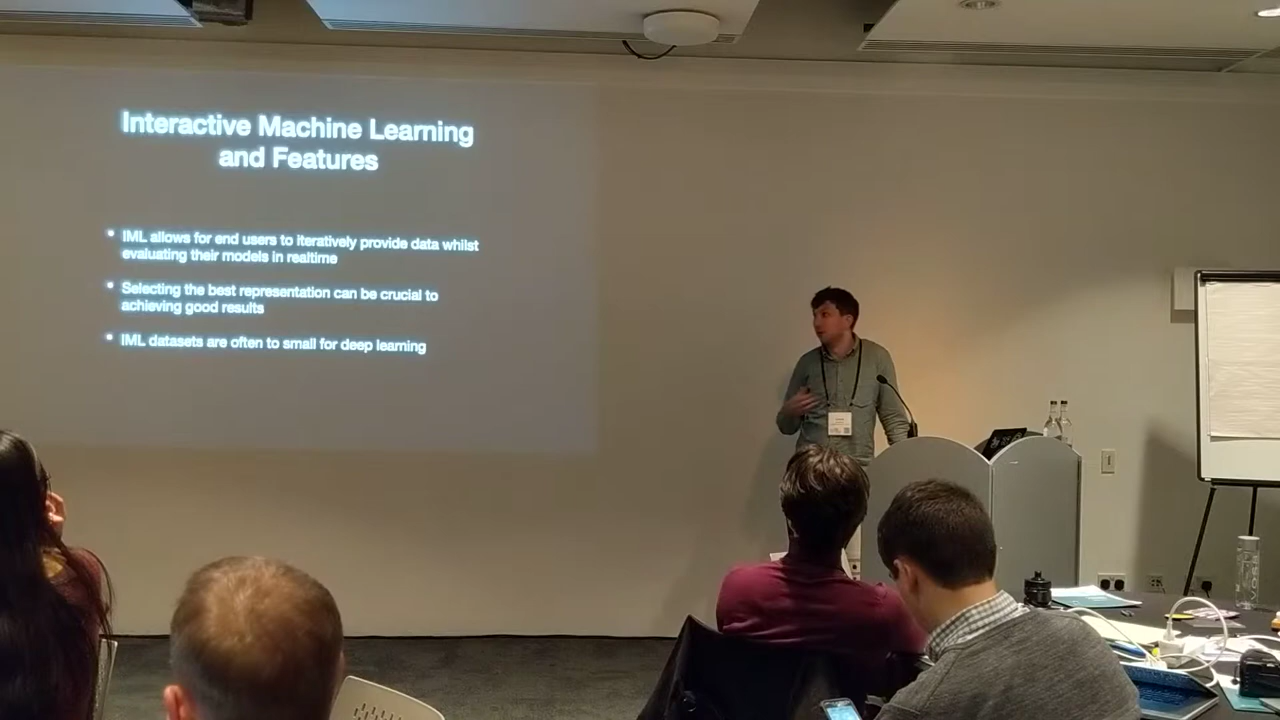 Interactive Machine Learning
and Features
• IML allows for end users to iteratively provide data whilst
evaluating their models in realtime
• Selecting the best representation can be crucial to
achieving good results
• IML datasets are often to small for deep learning